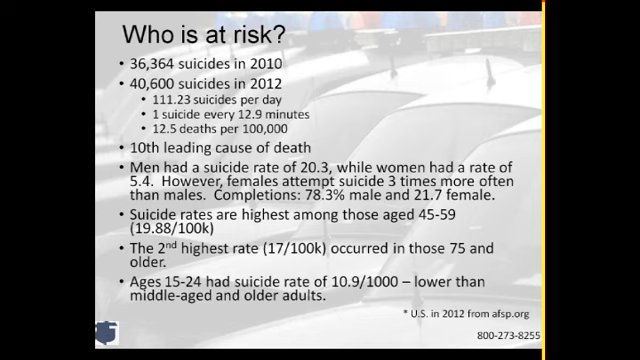 Who is at risk?
• 36,364 suicides in 2010
• 40,600 suicides in 2012
• 111.23 suicides per day
• 1 suicide every 12.9 minutes
• 12.5 deaths per 100,000
• 10th leading cause of death
• Men had a suicide rate of 20.3, while women had a rate of
5.4. However, females attempt suicide 3 times more often
than males. Completions: 78.3% male and 21.7 female.
• Suicide rates are highest among those aged 45-59
(19.88/100k)
• The 2nd highest rate (17/100k) occurred in those 75 and
older.
• Ages 15-24 had suicide rate of 10.9/1000 – lower than
middle-aged and older adults.
* U.S. in 2012 from afsp.org
800-273-8255